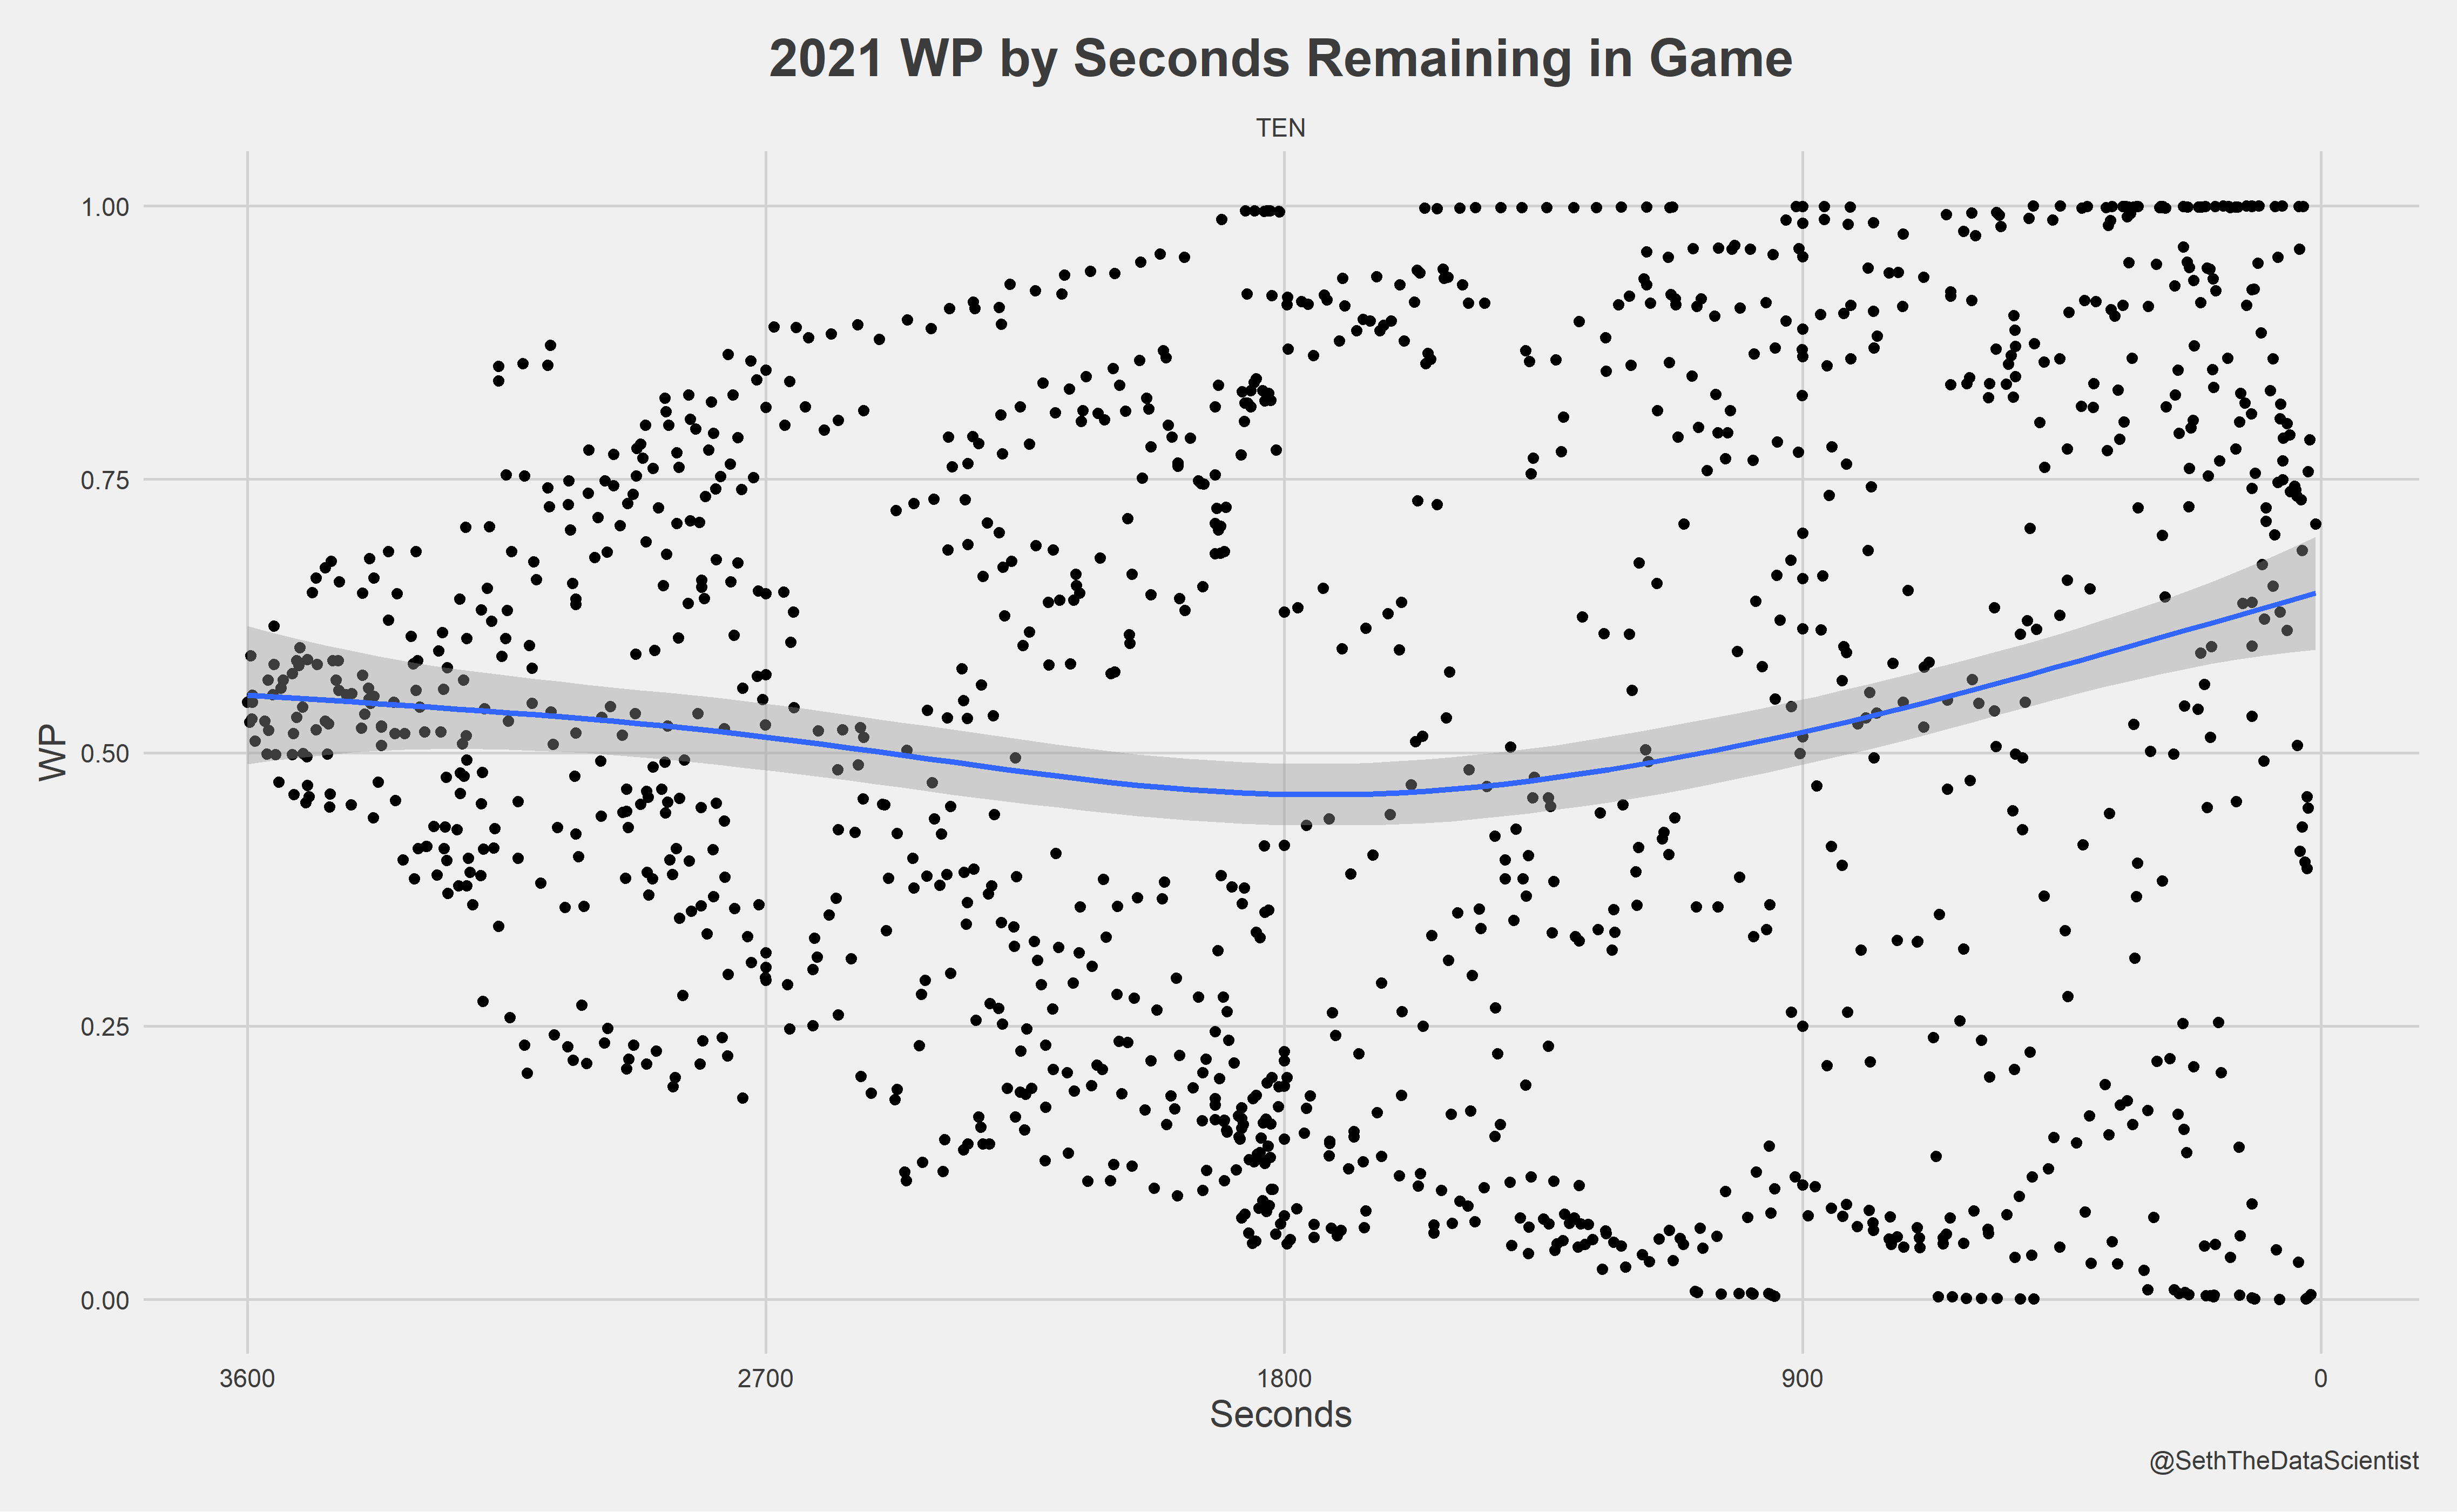 2021 WP by Seconds Remaining in Game
TEN
1.00
0.75
0.50
0.25
0.00
WP
3600 2700 1800 900 0
Seconds
@SethTheDataScientist